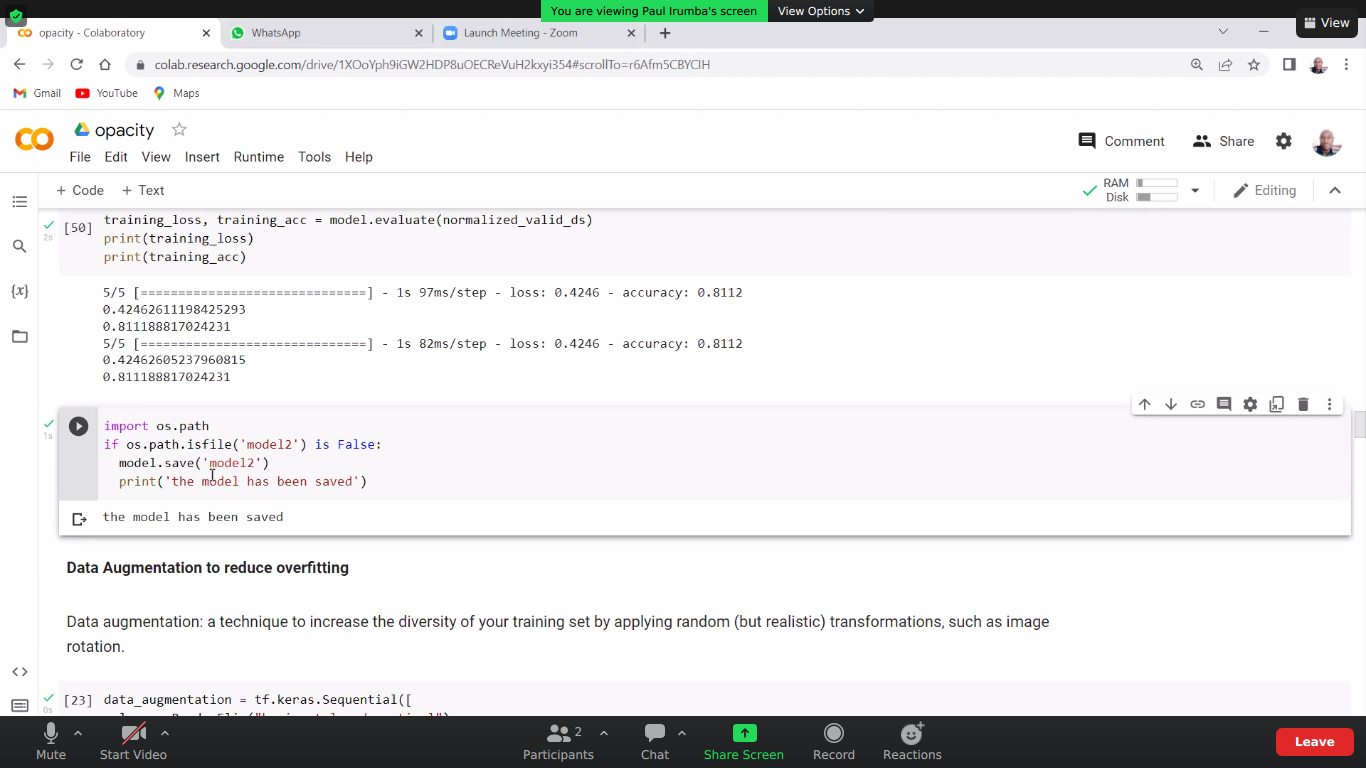 You are viewing Paul Irumba's screen
View Options
View
opacity - Colaboratory
WhatsApp
Launch Meeting - Zoom
colab.research.google.com/drive/1XOoYph9iGW2HDP8uOECReVuH2kxyi354#scrollTo=r6Afm5CBYCIH
Gmail
YouTube
Maps
opacity
File Edit View Insert Runtime Tools Help
Comment
Share
+ Code + Text
RAM
Disk
Editing
2s
[50]
training_loss, training_acc = model.evaluate(normalized_valid_ds)
print(training_loss)
print(training_acc)
5/5 [==============================] - 1s 97ms/step - loss: 0.4246 - accuracy: 0.8112
0.42462611198425293
0.811188817024231
5/5 [==============================] - 1s 82ms/step - loss: 0.4246 - accuracy: 0.8112
0.42462605237960815
0.811188817024231
1s
import os.path
if os.path.isfile('model2') is False:
model.save('model2')
print('the model has been saved')
the model has been saved
Data Augmentation to reduce overfitting
Data augmentation: a technique to increase the diversity of your training set by applying random (but realistic) transformations, such as image
rotation.
0s
[23] data_augmentation = tf.keras.Sequential([
Mute
Start Video
Participants
2
Chat
Share Screen
Record
Reactions
Leave